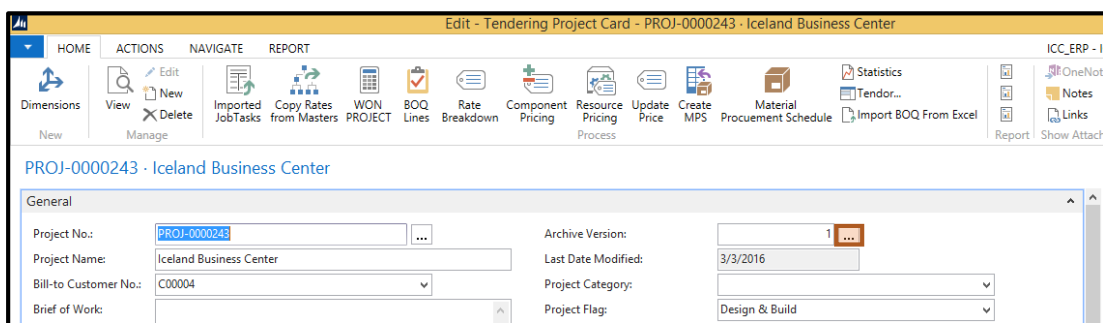 Edit - Tendering Project Card - PROJ-0000243 · Iceland Business Center
HOME ACTIONS NAVIGATE REPORT ICC_ERP - I
Dimensions
View
Edit
New
Delete
Imported JobTasks
Copy Rates from Masters
WON PROJECT
BOQ Lines
Rate Breakdown
Component Pricing
Resource Pricing
Update Price
Create MPS
Material Procurement Schedule
Statistics
Tendor...
Import BOQ From Excel
OneNot
Notes
Links
New Manage Process Report Show Attach
PROJ-0000243 · Iceland Business Center
General
Project No.: PROJ-0000243 ... Archive Version: 1 ...
Project Name: Iceland Business Center Last Date Modified: 3/3/2016
Bill-to Customer No.: C00004 Project Category:
Brief of Work: Project Flag: Design & Build